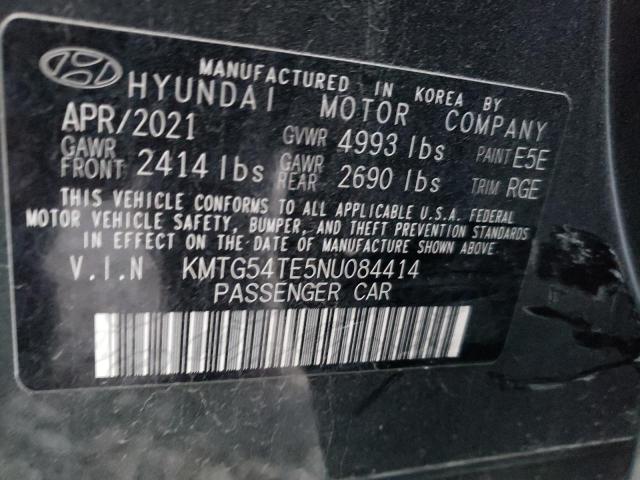 MANUFACTURED IN KOREA BY
HYUNDAI MOTOR COMPANY
APR/2021 GVWR 4993 lbs PAINT E5E
GAWR FRONT 2414 lbs GAWR REAR 2690 lbs TRIM RGE
THIS VEHICLE CONFORMS TO ALL APPLICABLE U.S.A. FEDERAL
MOTOR VEHICLE SAFETY, BUMPER, AND THEFT PREVENTION STANDARDS
IN EFFECT ON THE DATE OF MANUFACTURE SHOWN ABOVE.
V.I.N KMTG54TE5NU084414
PASSENGER CAR